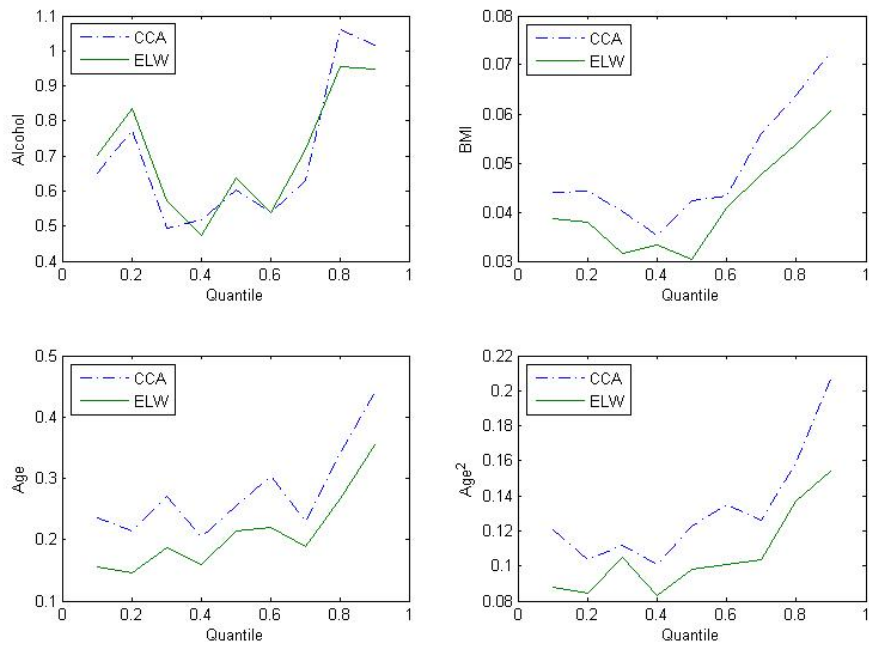 CCA
ELW
1.1
1
0.9
0.8
0.7
0.6
0.5
0.4
Alcohol
0 0.2 0.4 0.6 0.8 1
Quantile
CCA
ELW
0.08
0.07
0.06
0.05
0.04
0.03
BMI
0 0.2 0.4 0.6 0.8 1
Quantile
CCA
ELW
0.5
0.4
0.3
0.2
0.1
Age
0 0.2 0.4 0.6 0.8 1
Quantile
CCA
ELW
0.22
0.2
0.18
0.16
0.14
0.12
0.1
0.08
Age²
0 0.2 0.4 0.6 0.8 1
Quantile